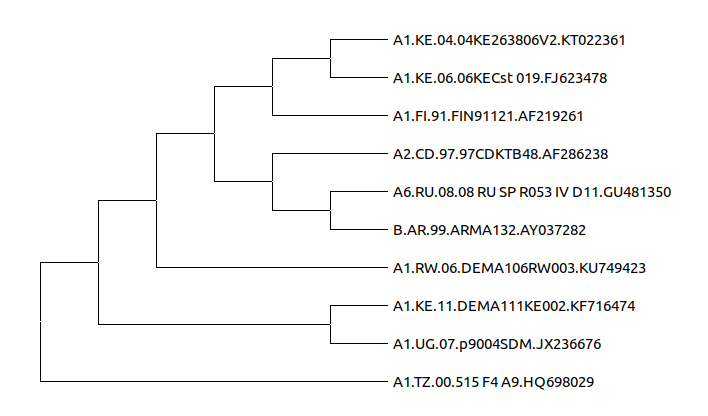 A1.KE.04.04KE263806V2.KT022361
A1.KE.06.06KECst 019.FJ623478
A1.FI.91.FIN91121.AF219261
A2.CD.97.97CDKTB48.AF286238
A6.RU.08.08 RU SP R053 IV D11.GU481350
B.AR.99.ARMA132.AY037282
A1.RW.06.DEMA106RW003.KU749423
A1.KE.11.DEMA111KE002.KF716474
A1.UG.07.p9004SDM.JX236676
A1.TZ.00.515 F4 A9.HQ698029